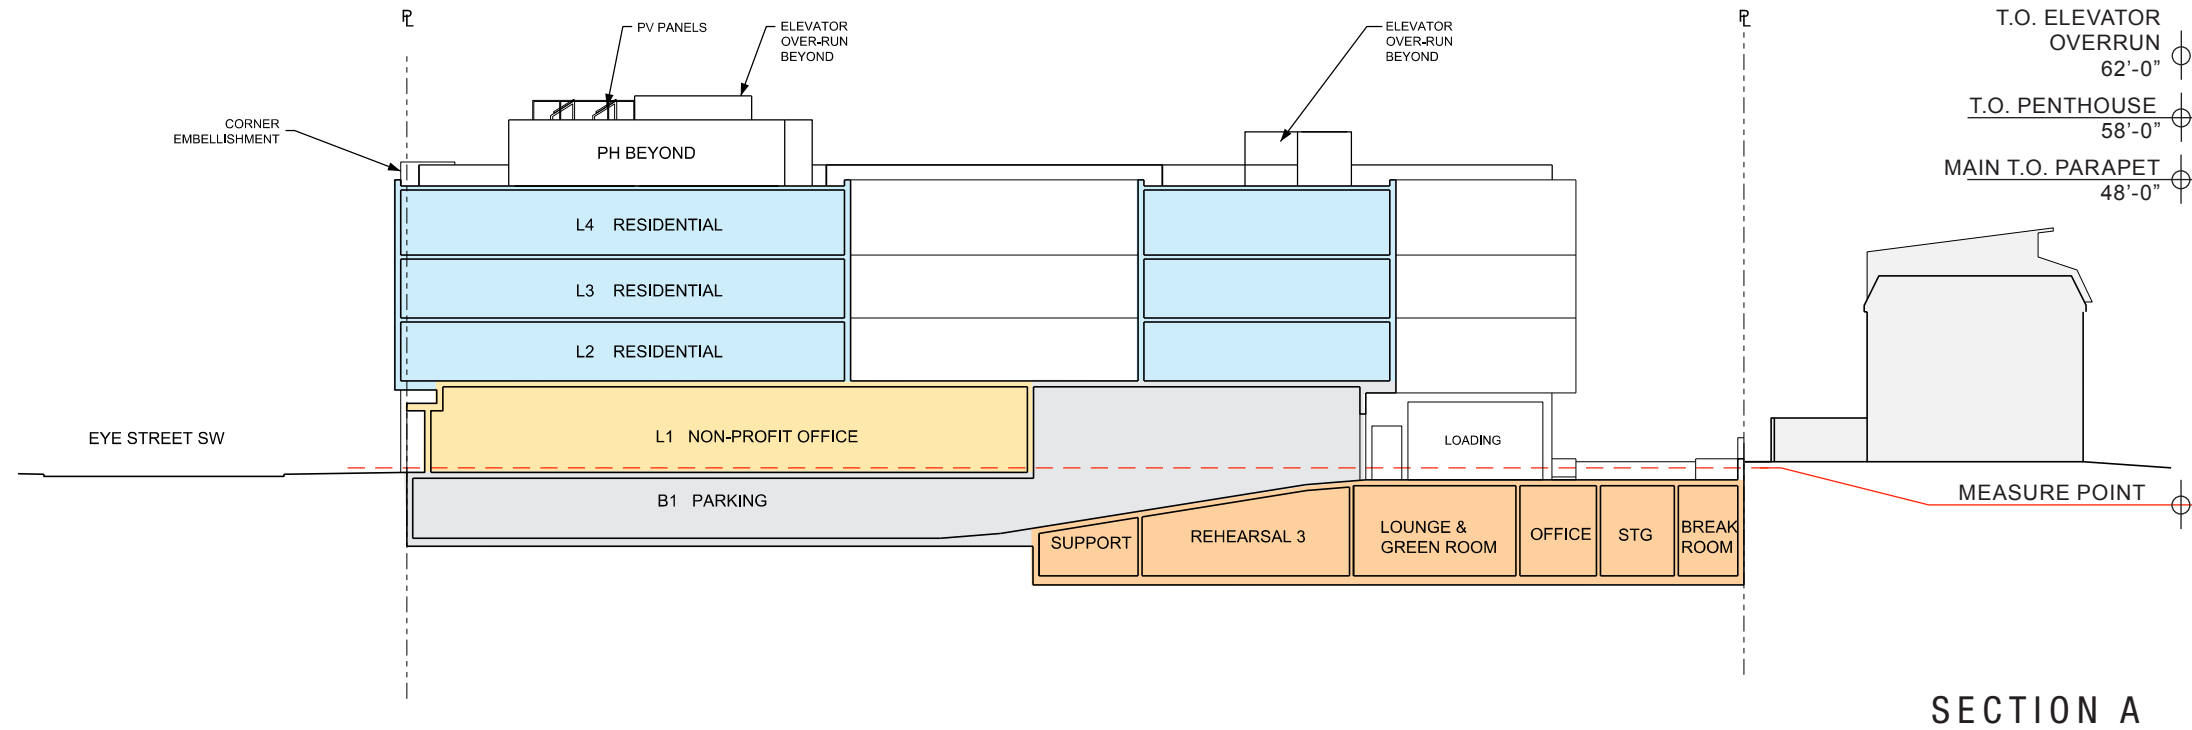 ℄
℄
PV PANELS
ELEVATOR
OVER-RUN
BEYOND
ELEVATOR
OVER-RUN
BEYOND
T.O. ELEVATOR
OVERRUN
62'-0”
T.O. PENTHOUSE
58'-0”
MAIN T.O. PARAPET
48'-0”
CORNER
EMBELLISHMENT
PH BEYOND
L4 RESIDENTIAL
L3 RESIDENTIAL
L2 RESIDENTIAL
EYE STREET SW
L1 NON-PROFIT OFFICE
LOADING
B1 PARKING
MEASURE POINT
SUPPORT
REHEARSAL 3
LOUNGE &
GREEN ROOM
OFFICE
STG
BREAK
ROOM
SECTION A